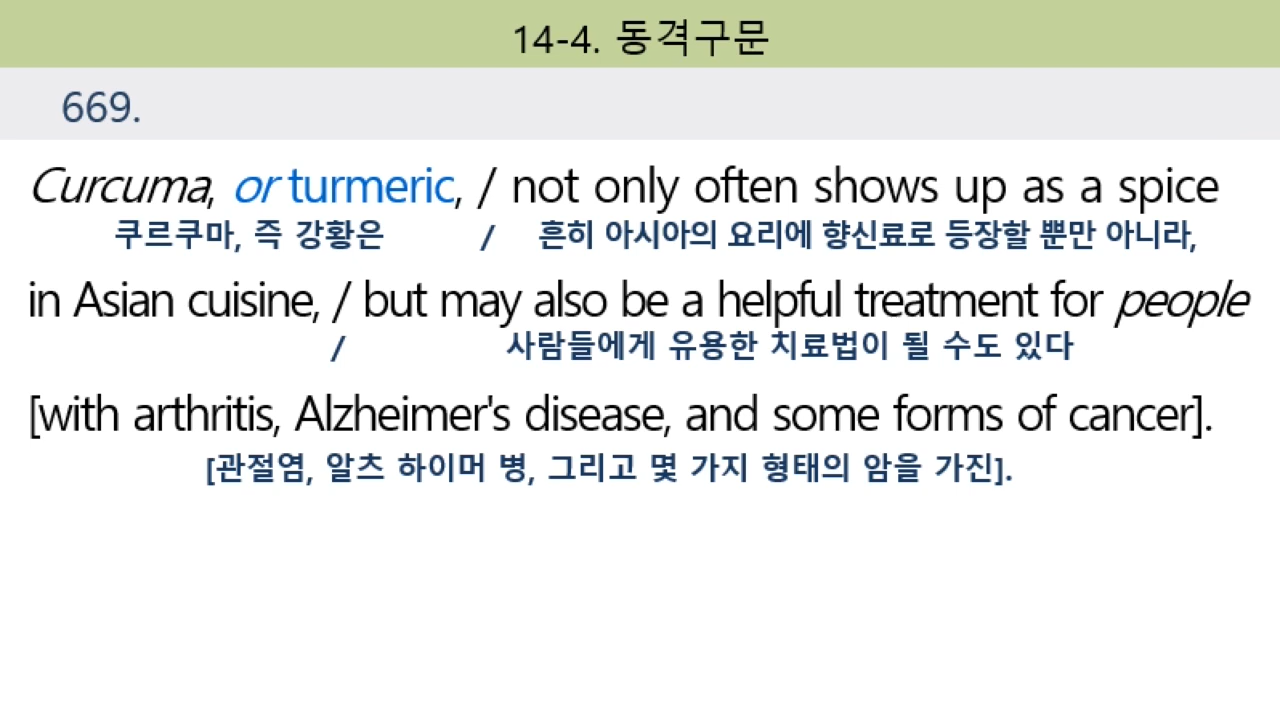 14-4. 동격구문
669.
Curcuma, or turmeric, / not only often shows up as a spice
쿠르쿠마, 즉 강황은 / 흔히 아시아의 요리에 향신료로 등장할 뿐만 아니라,
in Asian cuisine, / but may also be a helpful treatment for people
/ 사람들에게 유용한 치료법이 될 수도 있다
[with arthritis, Alzheimer's disease, and some forms of cancer].
[관절염, 알츠 하이머 병, 그리고 몇 가지 형태의 암을 가진].